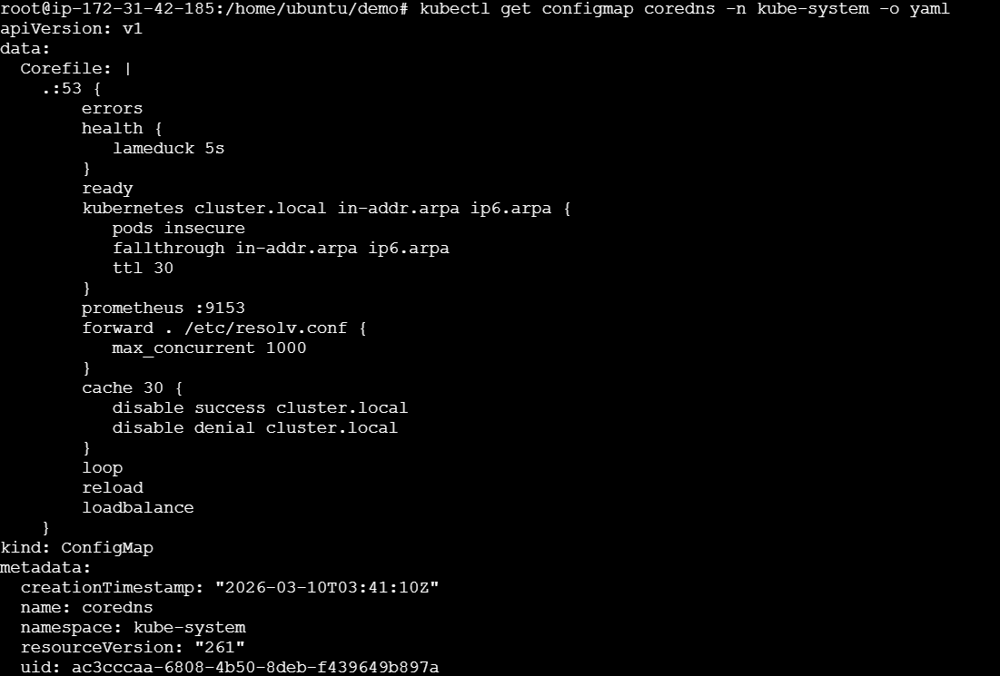 root@ip-172-31-42-185:/home/ubuntu/demo# kubectl get configmap coredns -n kube-system -o yaml
apiVersion: v1
data:
  Corefile: |
    .:53 {
        errors
        health {
           lameduck 5s
        }
        ready
        kubernetes cluster.local in-addr.arpa ip6.arpa {
           pods insecure
           fallthrough in-addr.arpa ip6.arpa
           ttl 30
        }
        prometheus :9153
        forward . /etc/resolv.conf {
           max_concurrent 1000
        }
        cache 30 {
           disable success cluster.local
           disable denial cluster.local
        }
        loop
        reload
        loadbalance
    }
kind: ConfigMap
metadata:
  creationTimestamp: "2026-03-10T03:41:10Z"
  name: coredns
  namespace: kube-system
  resourceVersion: "261"
  uid: ac3cccaa-6808-4b50-8deb-f439649b897a